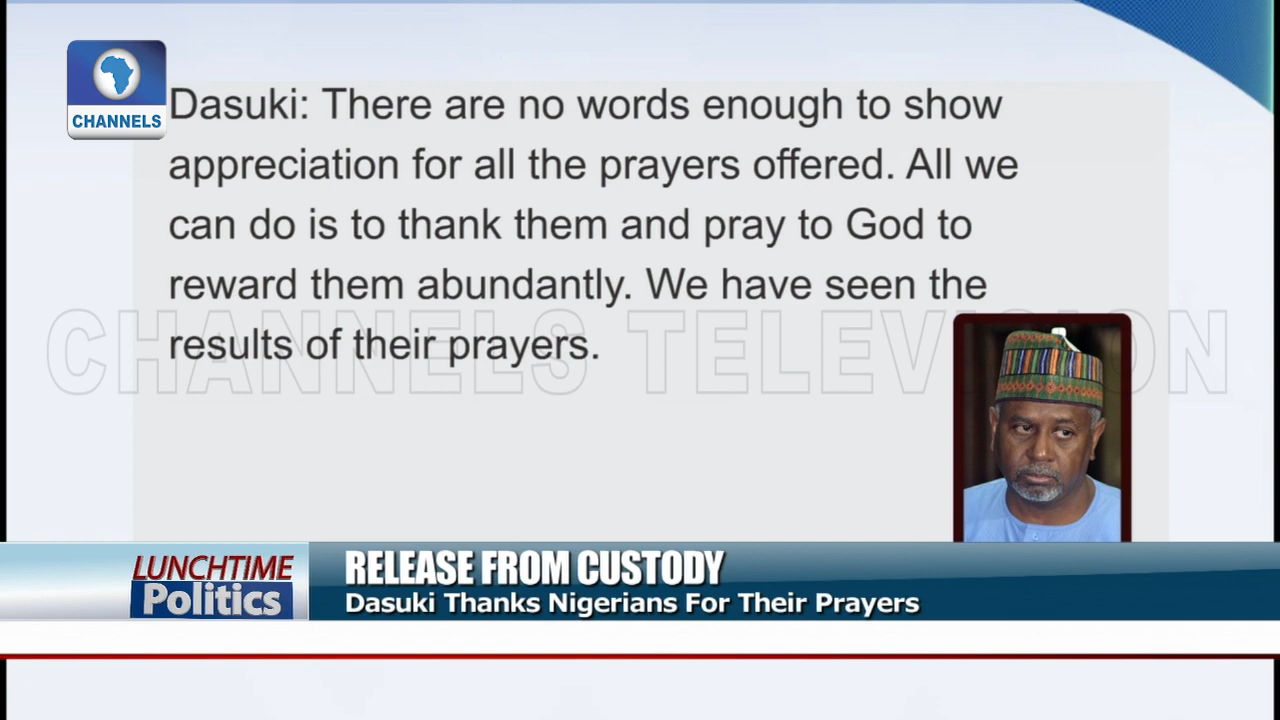 CHANNELS
Dasuki: There are no words enough to show
appreciation for all the prayers offered. All we
can do is to thank them and pray to God to
reward them abundantly. We have seen the
results of their prayers.
CHANNELS TELEVISION
LUNCHTIME
Politics
RELEASE FROM CUSTODY
Dasuki Thanks Nigerians For Their Prayers